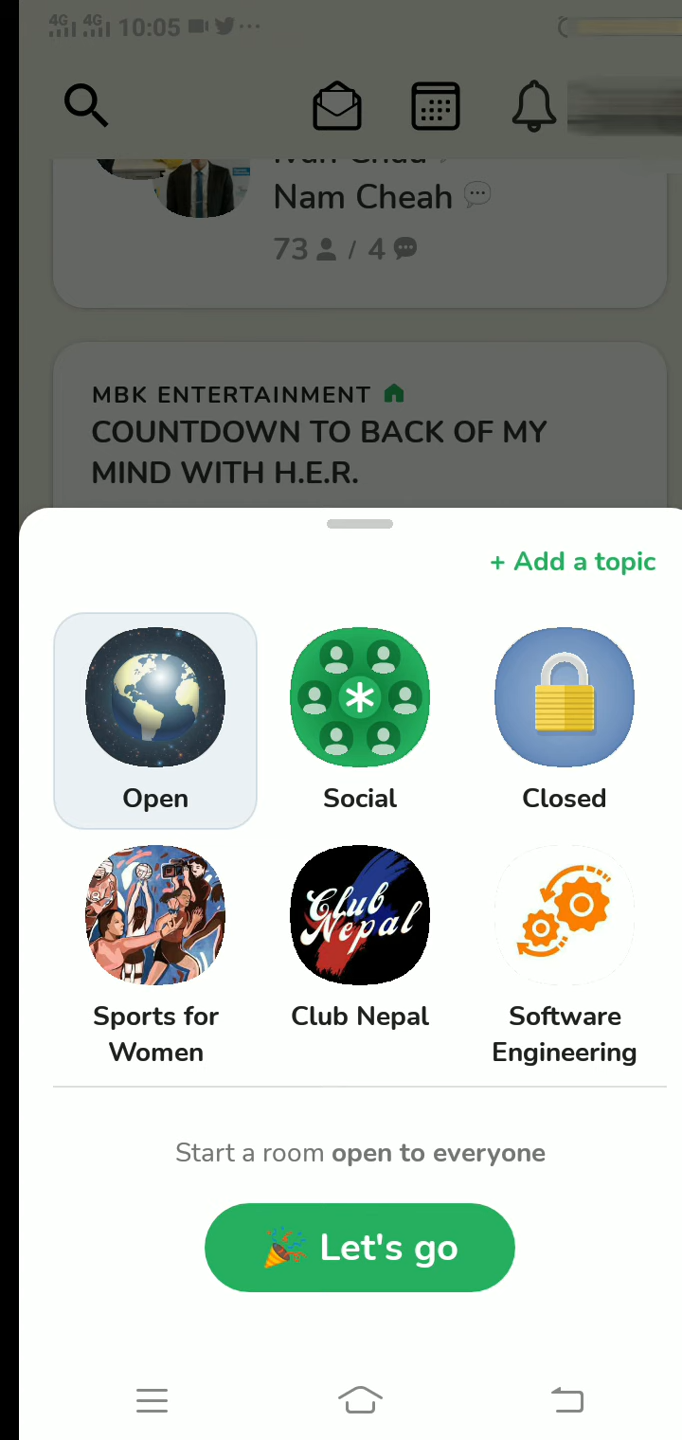 4G 4G 10:05
Nam Cheah
73 / 4
MBK ENTERTAINMENT
COUNTDOWN TO BACK OF MY
MIND WITH H.E.R.
+ Add a topic
Open
Social
Closed
Club
Nepal
Sports for
Women
Club Nepal
Software
Engineering
Start a room open to everyone
Let's go